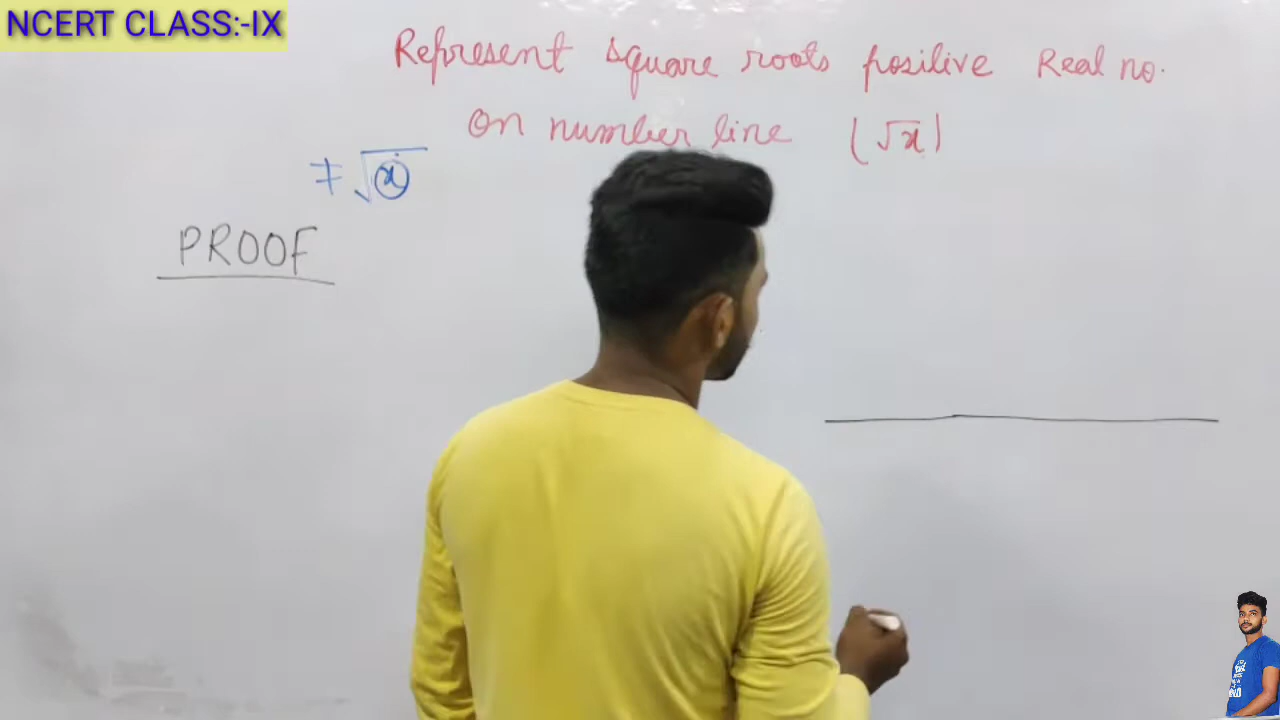 NCERT CLASS:-IX
Represent square roots positive Real no.
on number line (√x)
≠ √x
PROOF